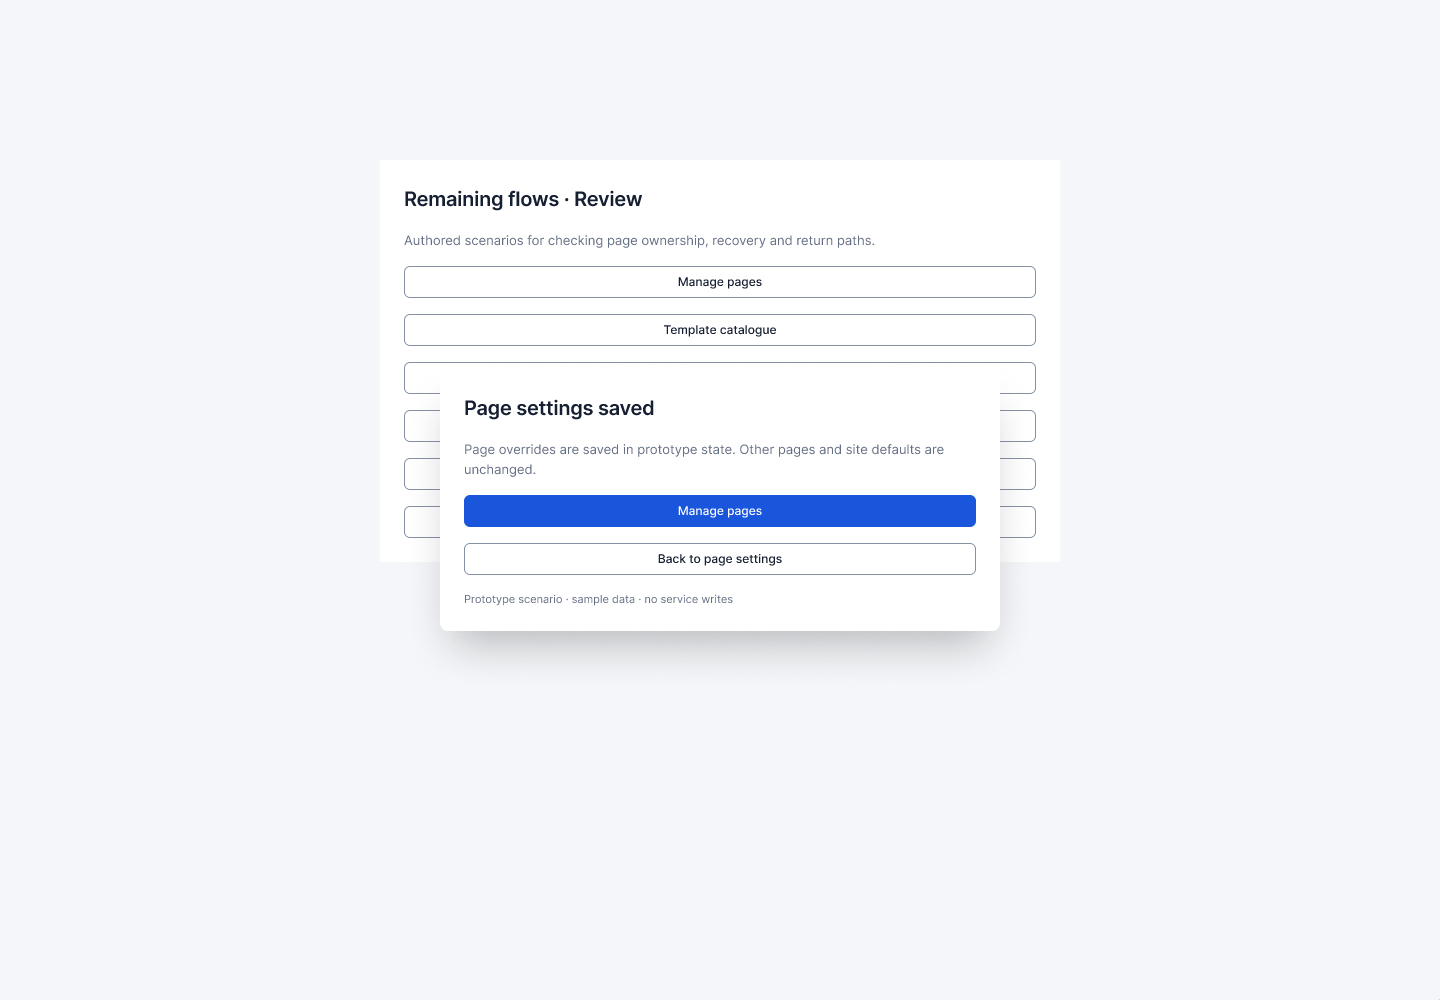 Remaining flows · Review
Authored scenarios for checking page ownership, recovery and return paths.
Manage pages
Template catalogue
Page settings saved
Page overrides are saved in prototype state. Other pages and site defaults are
unchanged.
Manage pages
Back to page settings
Prototype scenario · sample data · no service writes